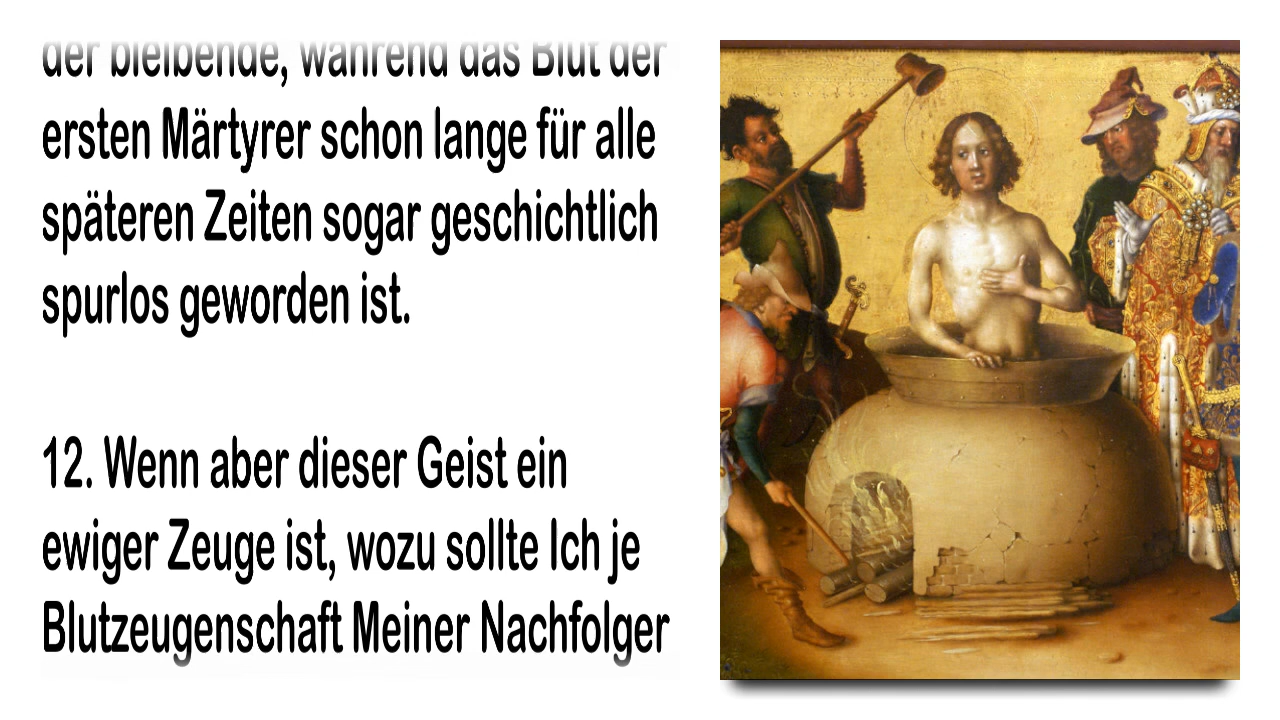 der bleibende, während das Blut der
ersten Märtyrer schon lange für alle
späteren Zeiten sogar geschichtlich
spurlos geworden ist.
12. Wenn aber dieser Geist ein
ewiger Zeuge ist, wozu sollte Ich je
Blutzeugenschaft Meiner Nachfolger